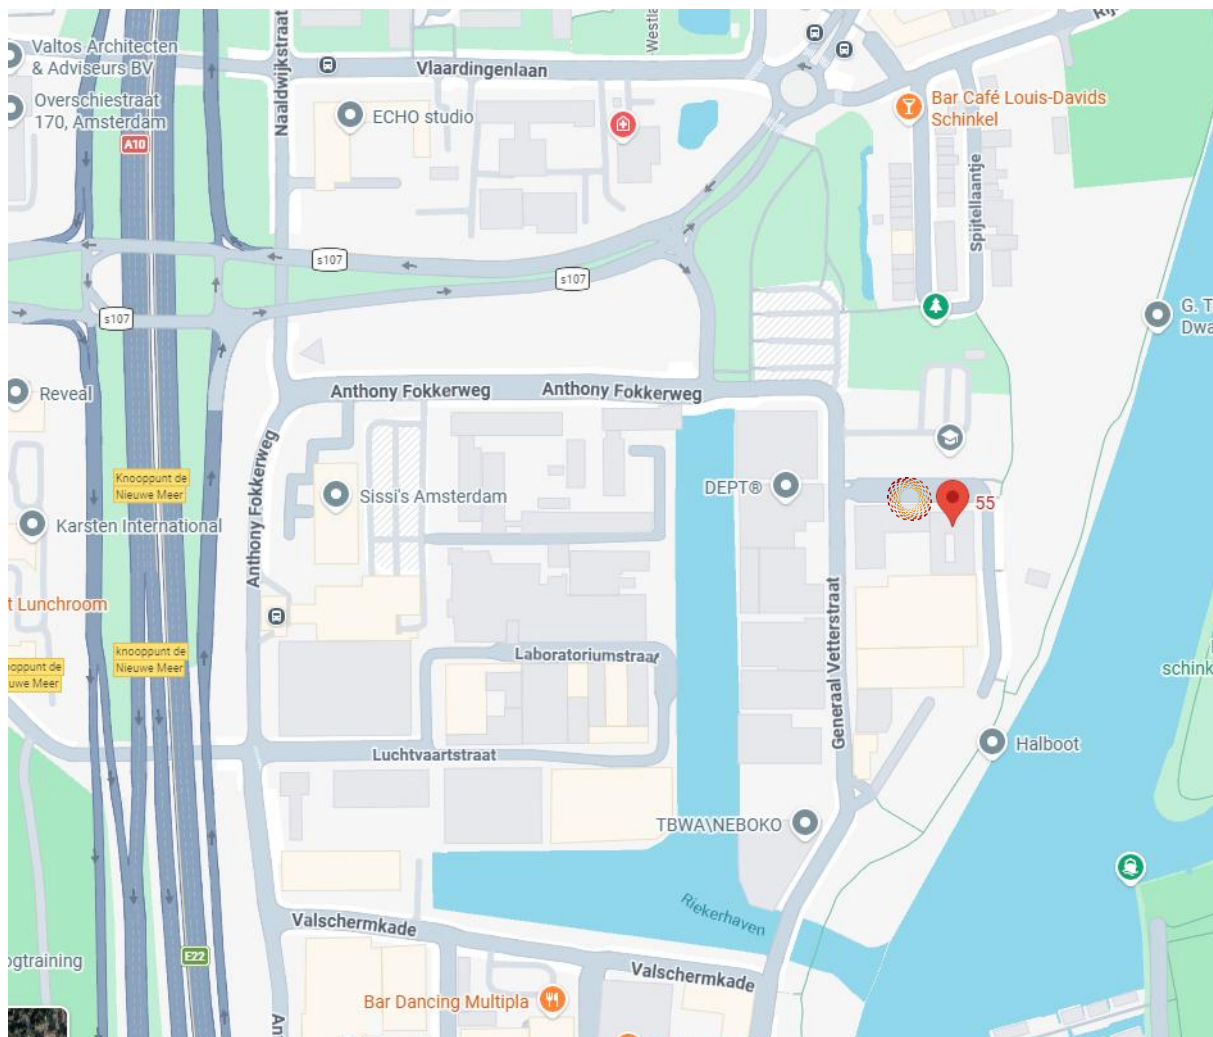 Valtos Architecten
& Adviseurs BV
Overschiestraat
170, Amsterdam
A10
Naaldwijkstraat
Vlaardingenlaan
ECHO studio
Bar Café Louis-Davids
Schinkel
Spijtellaantje
s107
s107
s107
G. T
Dwa
Reveal
Anthony Fokkerweg
Anthony Fokkerweg
Anthony Fokkerweg
Knooppunt de
Nieuwe Meer
Sissi's Amsterdam
DEPT®
55
Karsten International
t Lunchroom
knooppunt de
Nieuwe Meer
nooppunt de
uwe Meer
Laboratoriumstraat
Generaal Vetterstraat
schink
Luchtvaartstraat
Halboot
TBWA\NEBOKO
Riekerhaven
Valschermkade
Valschermkade
E22
ogtraining
Bar Dancing Multipla
An